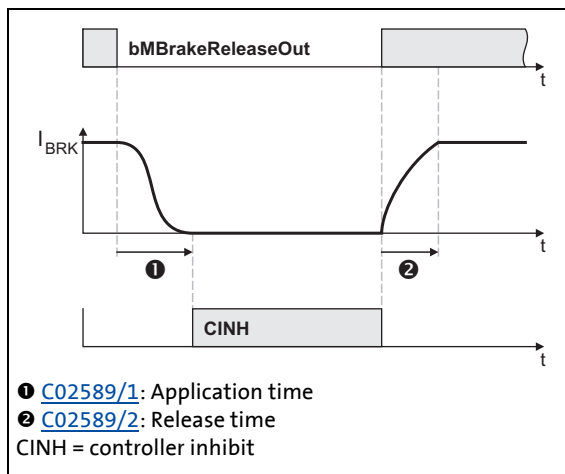 bMBrakeReleaseOut
t
I BRK
t
❶
❷
CINH
t
❶ C02589/1: Application time
❷ C02589/2: Release time
CINH = controller inhibit